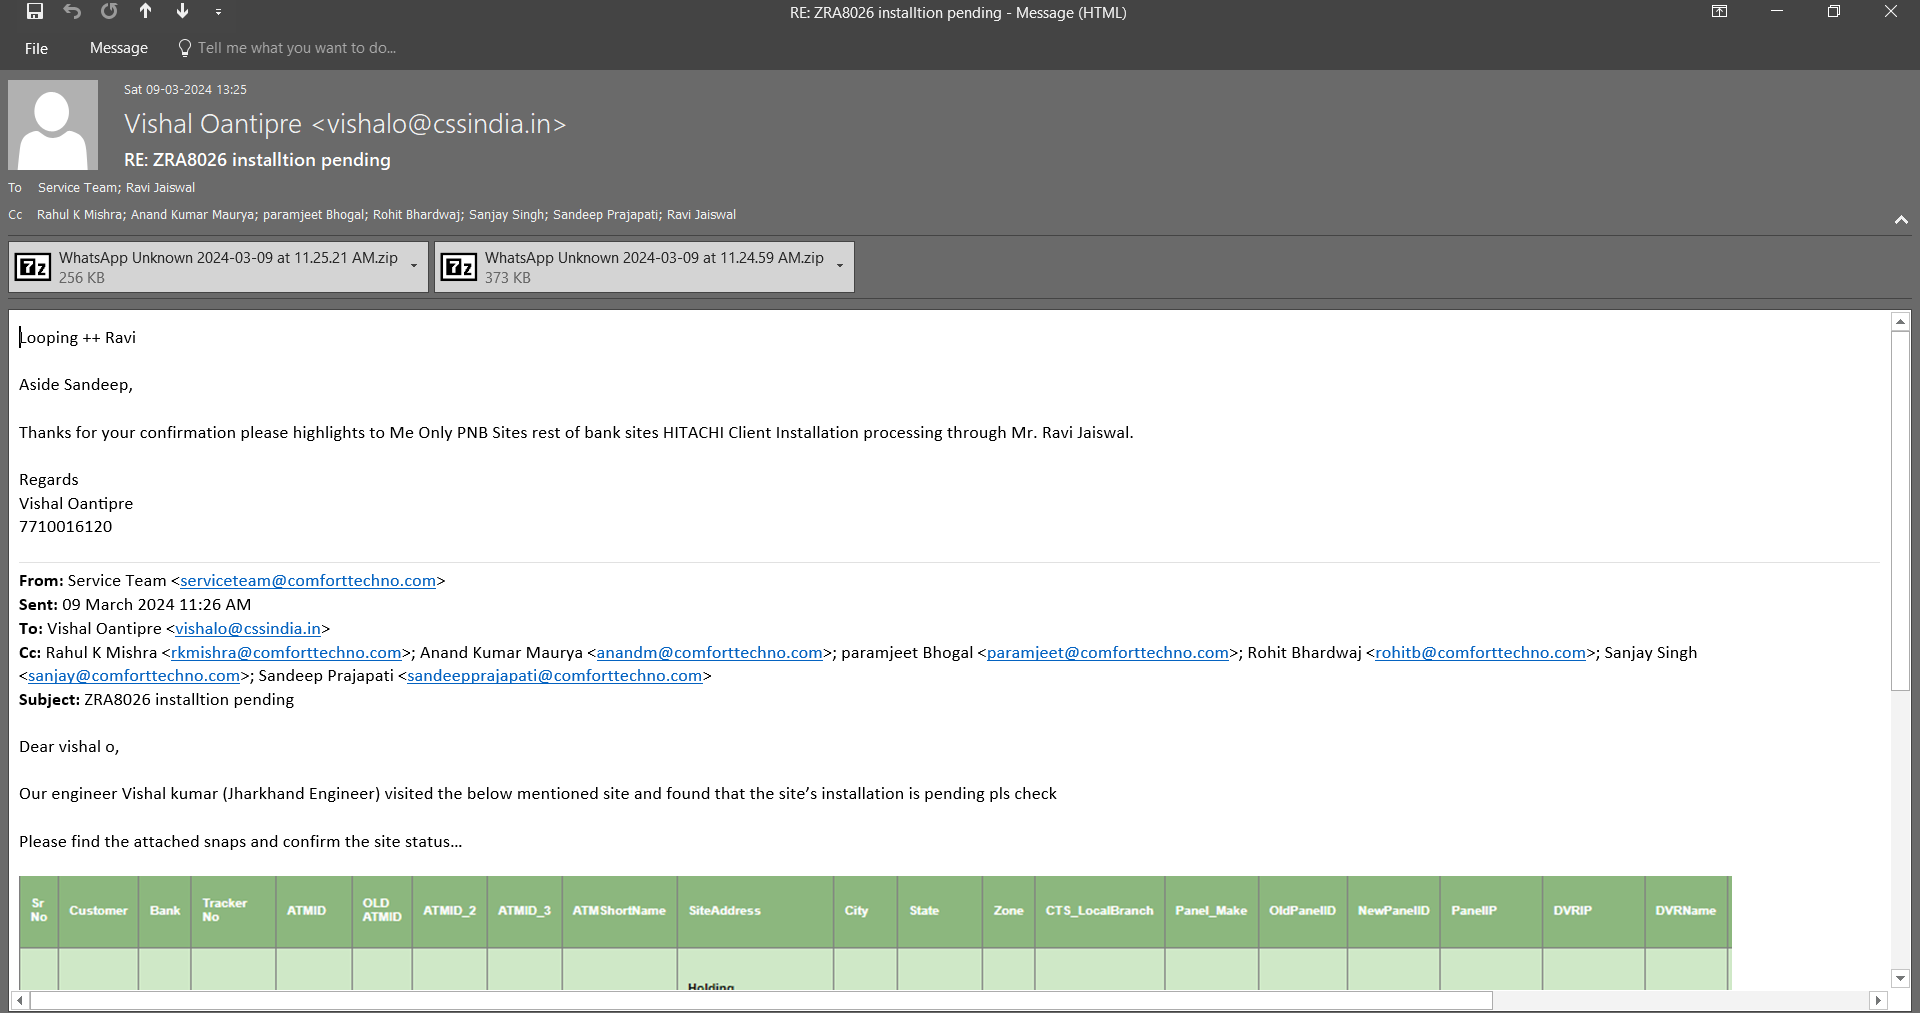 RE: ZRA8026 installtion pending - Message (HTML)
File Message Tell me what you want to do...
Sat 09-03-2024 13:25
Vishal Oantipre <vishalo@cssindia.in>
RE: ZRA8026 installtion pending
To Service Team; Ravi Jaiswal
Cc Rahul K Mishra; Anand Kumar Maurya; paramjeet Bhogal; Rohit Bhardwaj; Sanjay Singh; Sandeep Prajapati; Ravi Jaiswal
7z WhatsApp Unknown 2024-03-09 at 11.25.21 AM.zip
256 KB
7z WhatsApp Unknown 2024-03-09 at 11.24.59 AM.zip
373 KB
Looping ++ Ravi
Aside Sandeep,
Thanks for your confirmation please highlights to Me Only PNB Sites rest of bank sites HITACHI Client Installation processing through Mr. Ravi Jaiswal.
Regards
Vishal Oantipre
7710016120
From: Service Team <serviceteam@comforttechno.com>
Sent: 09 March 2024 11:26 AM
To: Vishal Oantipre <vishalo@cssindia.in>
Cc: Rahul K Mishra <rkmishra@comforttechno.com>; Anand Kumar Maurya <anandm@comforttechno.com>; paramjeet Bhogal <paramjeet@comforttechno.com>; Rohit Bhardwaj <rohitb@comforttechno.com>; Sanjay Singh
<sanjay@comforttechno.com>; Sandeep Prajapati <sandeepprajapati@comforttechno.com>
Subject: ZRA8026 installtion pending
Dear vishal o,
Our engineer Vishal kumar (Jharkhand Engineer) visited the below mentioned site and found that the site’s installation is pending pls check
Please find the attached snaps and confirm the site status…
Sr No Customer Bank Tracker No ATMID OLD ATMID ATMID_2 ATMID_3 ATMShortName SiteAddress City State Zone CTS_LocalBranch Panel_Make OldPanelID NewPanelID PanelIP DVRIP DVRName
Holding